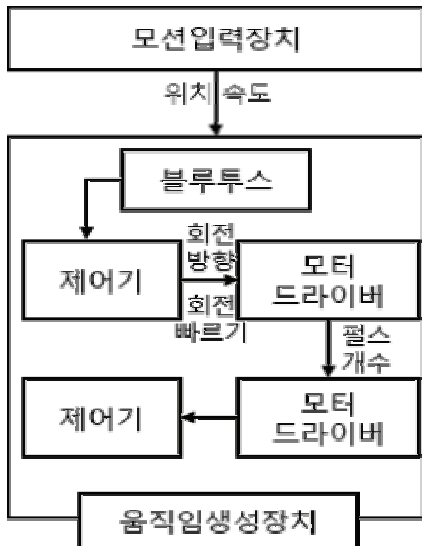 모션입력장치
위치 속도
블루투스
회전
방향
제어기
모터
드라이버
회전
빠르기
펄스
개수
제어기
모터
드라이버
움직임생성장치